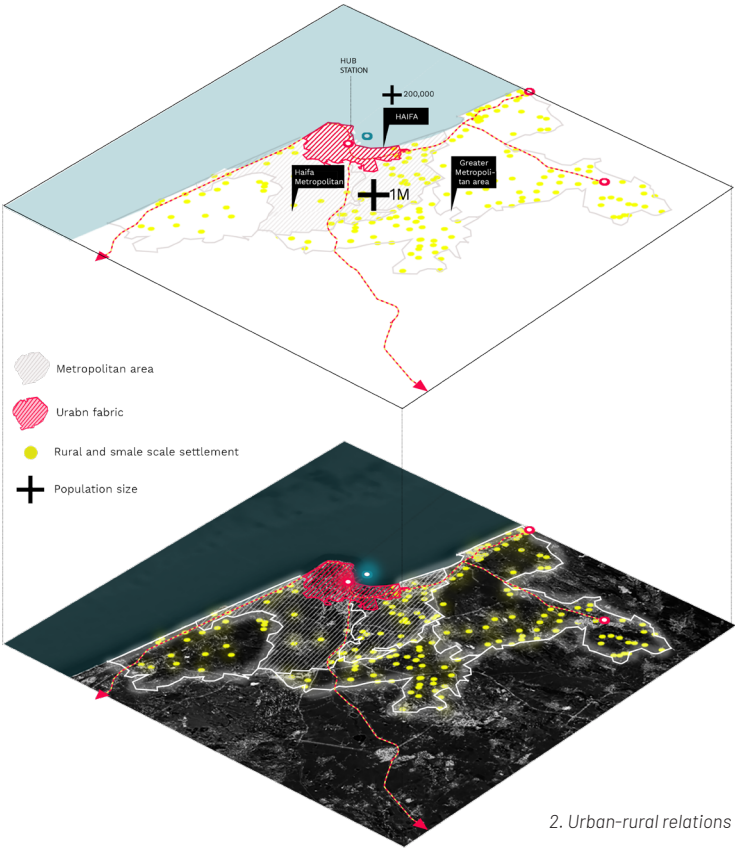 HUB
STATION
200,000
HAIFA
Haifa
Metropolitan
Greater
Metropoli-
tan area
1M
Metropolitan area
Urabn fabric
Rural and smale scale settlement
Population size
2. Urban-rural relations